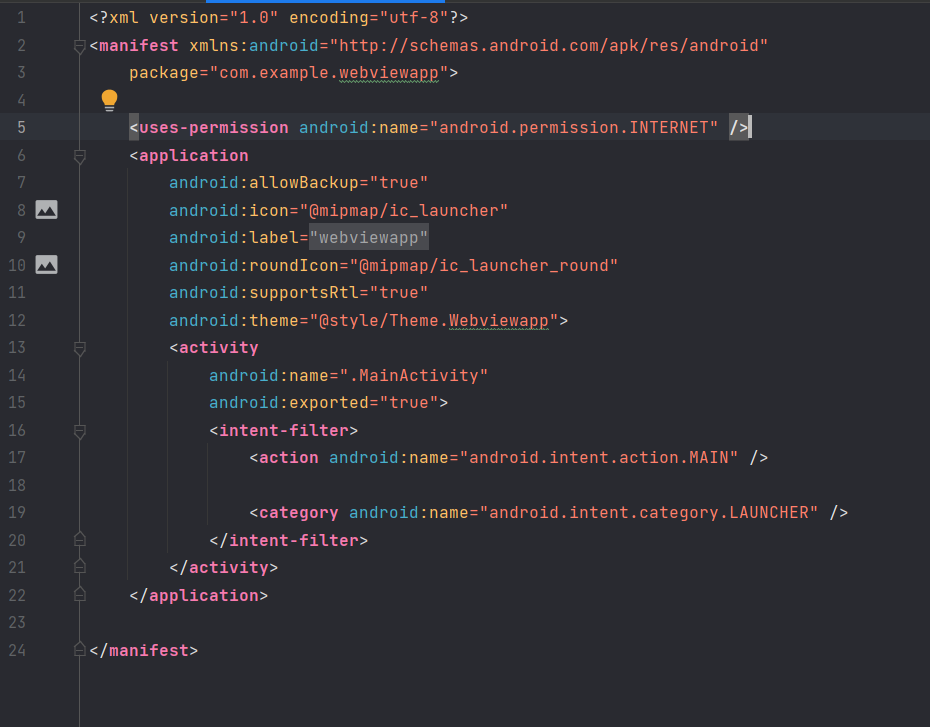 1 <?xml version="1.0" encoding="utf-8"?>
2 <manifest xmlns:android="http://schemas.android.com/apk/res/android"
3     package="com.example.webviewapp">
4
5     <uses-permission android:name="android.permission.INTERNET" />
6     <application
7         android:allowBackup="true"
8         android:icon="@mipmap/ic_launcher"
9         android:label="webviewapp"
10         android:roundIcon="@mipmap/ic_launcher_round"
11         android:supportsRtl="true"
12         android:theme="@style/Theme.Webviewapp">
13         <activity
14             android:name=".MainActivity"
15             android:exported="true">
16             <intent-filter>
17                 <action android:name="android.intent.action.MAIN" />
18
19                 <category android:name="android.intent.category.LAUNCHER" />
20             </intent-filter>
21         </activity>
22     </application>
23
24 </manifest>